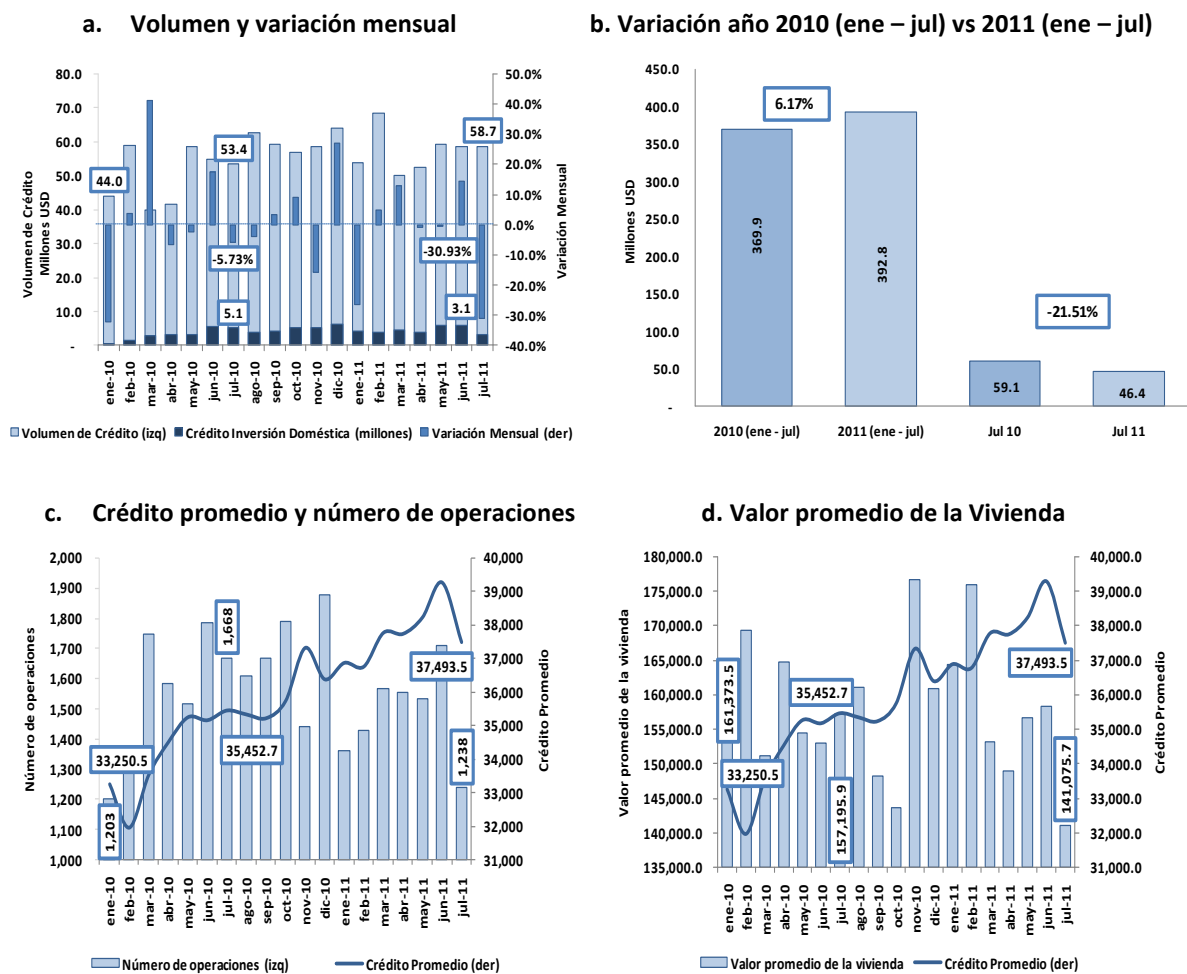 a. Volumen y variación mensual
80.0
70.0
60.0
50.0
40.0
30.0
20.0
10.0
-
Volumen de Crédito
Millones USD
50.0%
40.0%
30.0%
20.0%
10.0%
0.0%
-10.0%
-20.0%
-30.0%
-40.0%
Variación Mensual
44.0
53.4
58.7
-5.73%
-30.93%
5.1
3.1
ene-10
feb-10
mar-10
abr-10
may-10
jun-10
jul-10
ago-10
sep-10
oct-10
nov-10
dic-10
ene-11
feb-11
mar-11
abr-11
may-11
jun-11
jul-11
Volumen de Crédito (izq) Crédito Inversión Doméstica (millones) Variación Mensual (der)
b. Variación año 2010 (ene – jul) vs 2011 (ene – jul)
450.0
400.0
350.0
300.0
250.0
200.0
150.0
100.0
50.0
-
Millones USD
6.17%
-21.51%
369.9
392.8
59.1
46.4
2010 (ene - jul)
2011 (ene - jul)
Jul 10
Jul 11
c. Crédito promedio y número de operaciones
2,000
1,900
1,800
1,700
1,600
1,500
1,400
1,300
1,200
1,100
1,000
Número de operaciones
40,000
39,000
38,000
37,000
36,000
35,000
34,000
33,000
32,000
31,000
Crédito Promedio
1,668
37,493.5
35,452.7
33,250.5
1,203
1,238
ene-10
feb-10
mar-10
abr-10
may-10
jun-10
jul-10
ago-10
sep-10
oct-10
nov-10
dic-10
ene-11
feb-11
mar-11
abr-11
may-11
jun-11
jul-11
Número de operaciones (izq) Crédito Promedio (der)
d. Valor promedio de la Vivienda
180,000.0
175,000.0
170,000.0
165,000.0
160,000.0
155,000.0
150,000.0
145,000.0
140,000.0
135,000.0
Valor promedio de la vivienda
40,000.0
39,000.0
38,000.0
37,000.0
36,000.0
35,000.0
34,000.0
33,000.0
32,000.0
31,000.0
Crédito Promedio
161,373.5
35,452.7
37,493.5
33,250.5
157,195.9
141,075.7
ene-10
feb-10
mar-10
abr-10
may-10
jun-10
jul-10
ago-10
sep-10
oct-10
nov-10
dic-10
ene-11
feb-11
mar-11
abr-11
may-11
jun-11
jul-11
Valor promedio de la vivienda Crédito Promedio (der)